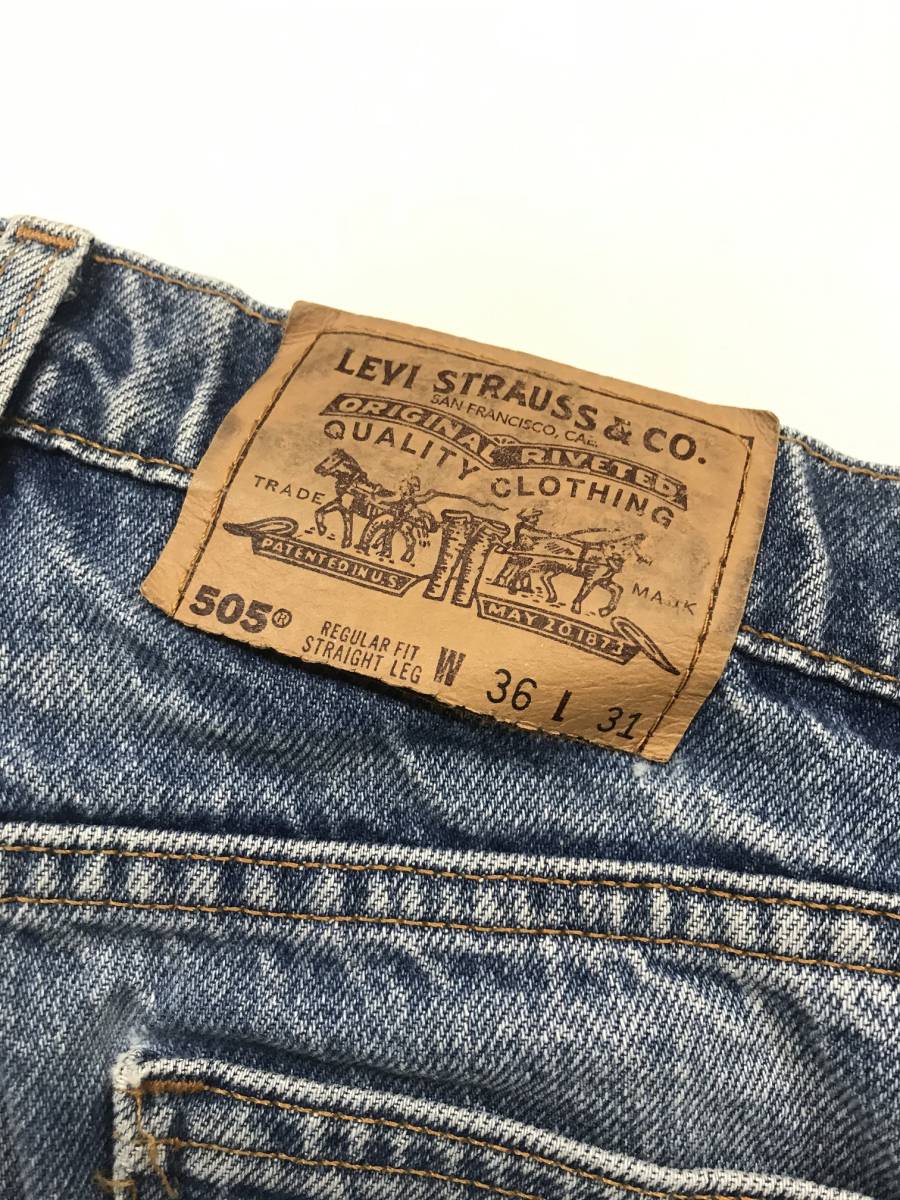 LEVI STRAUSS & CO.
SAN FRANCISCO, CAL.
ORIGINAL RIVETED
QUALITY CLOTHING
TRADE MARK
PATENTED IN U.S. MAY 20 1873
505® REGULAR FIT
STRAIGHT LEG W 36 L 31